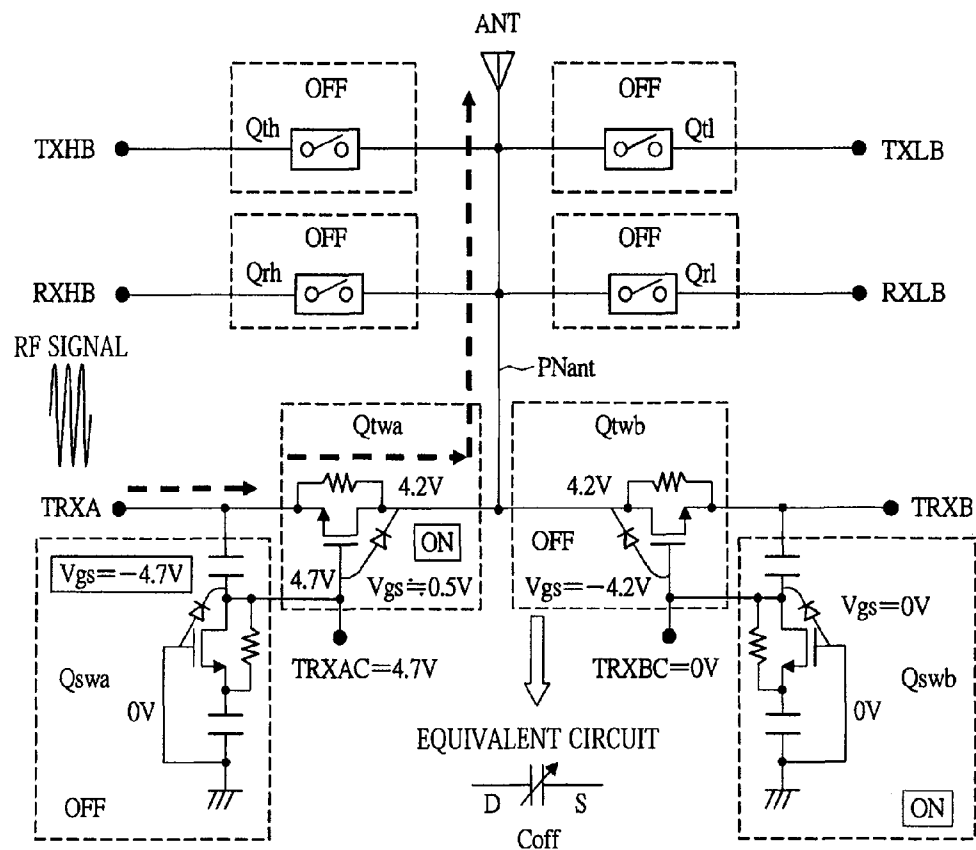 ANT
OFF
OFF
Qth
Qtl
TXHB
TXLB
OFF
OFF
Qrh
Qrl
RXHB
RXLB
RF SIGNAL
PNant
Qtwa
Qtwb
4.2V
4.2V
TRXA
TRXB
ON
OFF
Vgs=−4.7V
4.7V
Vgs≒0.5V
Vgs=−4.2V
Vgs=0V
TRXAC=4.7V
TRXBC=0V
Qswa
Qswb
0V
0V
EQUIVALENT CIRCUIT
D
S
OFF
ON
Coff